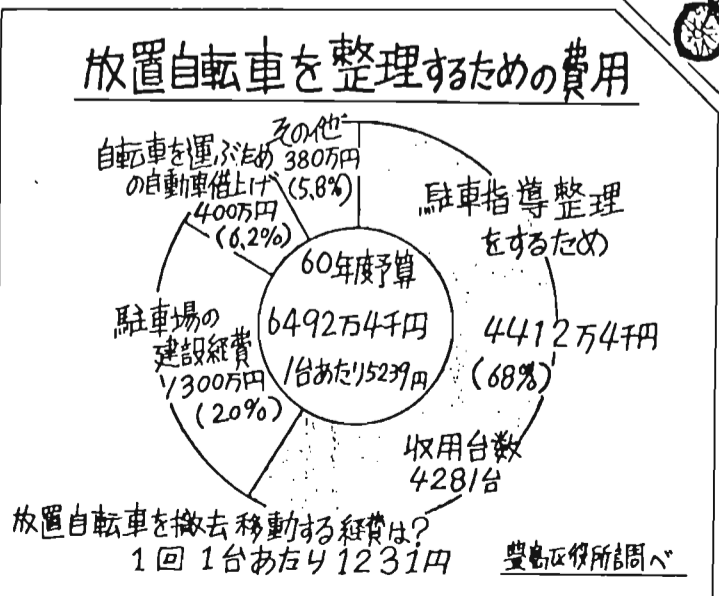 放置自転車を整理するための費用
その他
380万円
(5.8%)
自転車を運ぶため
の自動車借上げ
400万円
(6.2%)
駐車指導整理
をするため
4412万4千円
(68%)
60年度予算
6492万4千円
1台あたり15239円
駐車場の
建設経費
1300万円
(20%)
収用台数
4281台
放置自転車を撤去移動する経費は?
1回1台あたり1231円
豊島区役所調べ